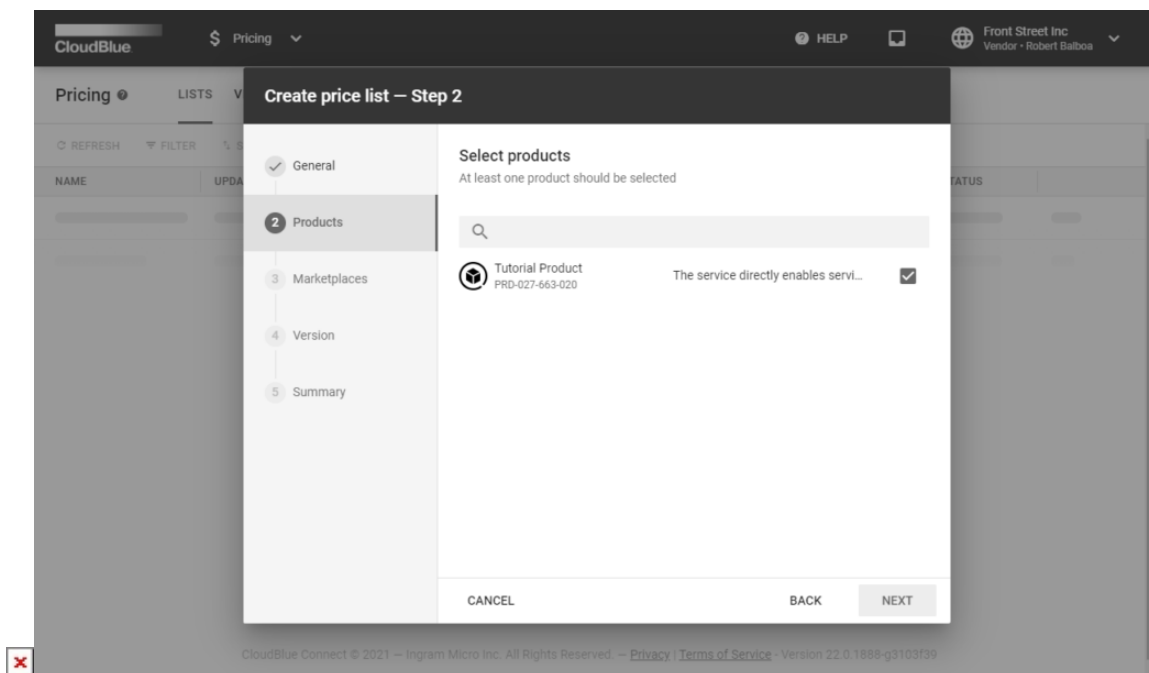 CloudBlue
$ Pricing
HELP
Front Street Inc
Vendor • Robert Balboa
Pricing
LISTS V
Create price list — Step 2
REFRESH FILTER S
NAME UPDA TATUS
General
2 Products
3 Marketplaces
4 Version
5 Summary
Select products
At least one product should be selected
Tutorial Product
PRD-027-663-020
The service directly enables servi...
CANCEL BACK NEXT
CloudBlue Connect © 2021 — Ingram Micro Inc. All Rights Reserved. — Privacy | Terms of Service - Version 22.0.1888-g3103f39